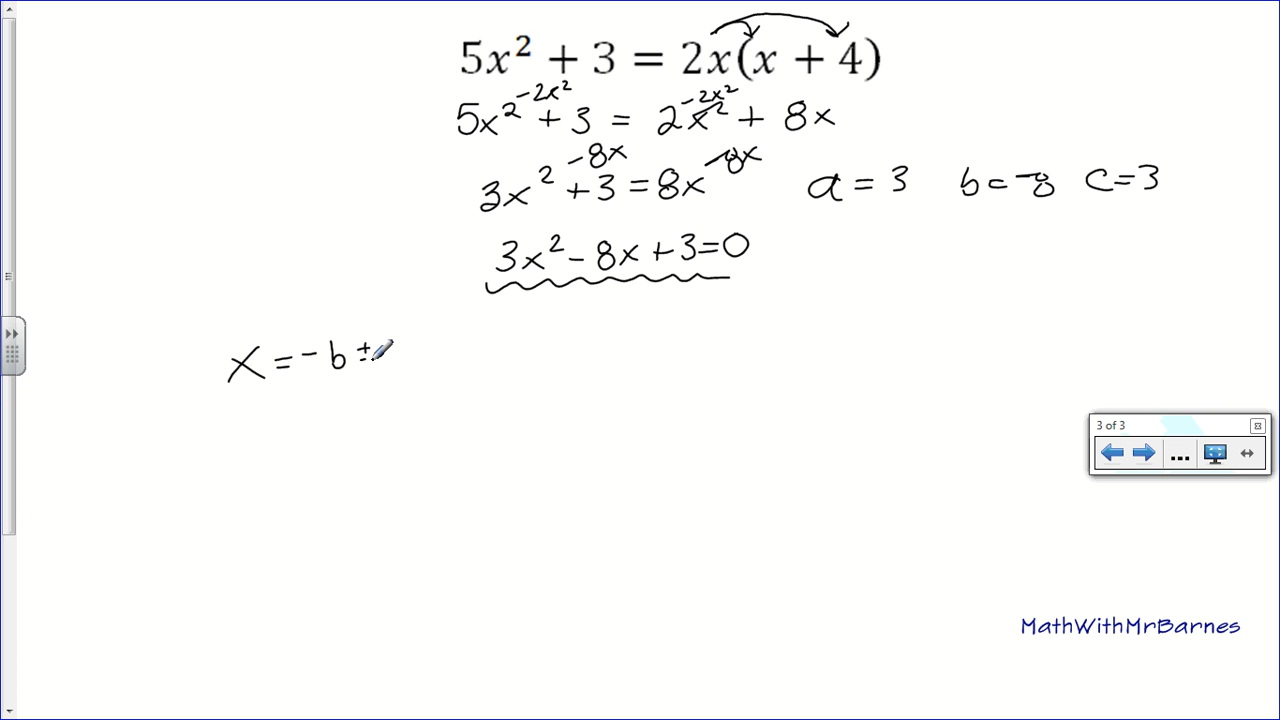 5x² + 3 = 2x(x + 4)
-2x² -2x²
5x² + 3 = 2x² + 8x
-8x -8x
3x² + 3 = 8x a = 3 b = -8 c = 3
3x² - 8x + 3 = 0
x = -b ±
3 of 3
...
MathWithMrBarnes